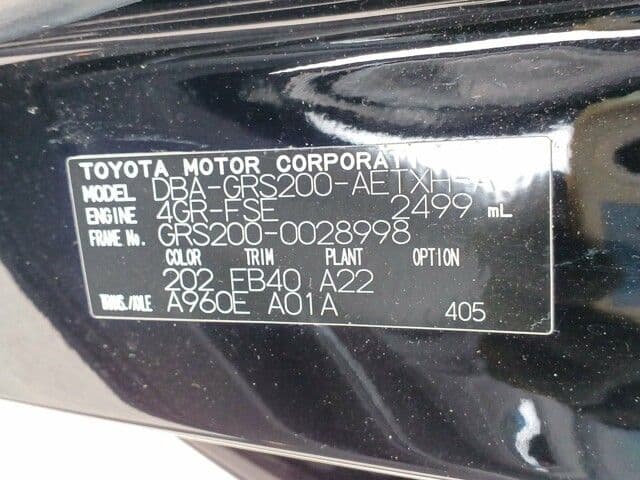 TOYOTA MOTOR CORPORATION
MODEL DBA-GRS200-AETXH
ENGINE 4GR-FSE 2499 mL
FRAME No. GRS200-0028998
COLOR TRIM PLANT OPTION
202 EB40 A22
TRANS./AXLE A960E A01A 405